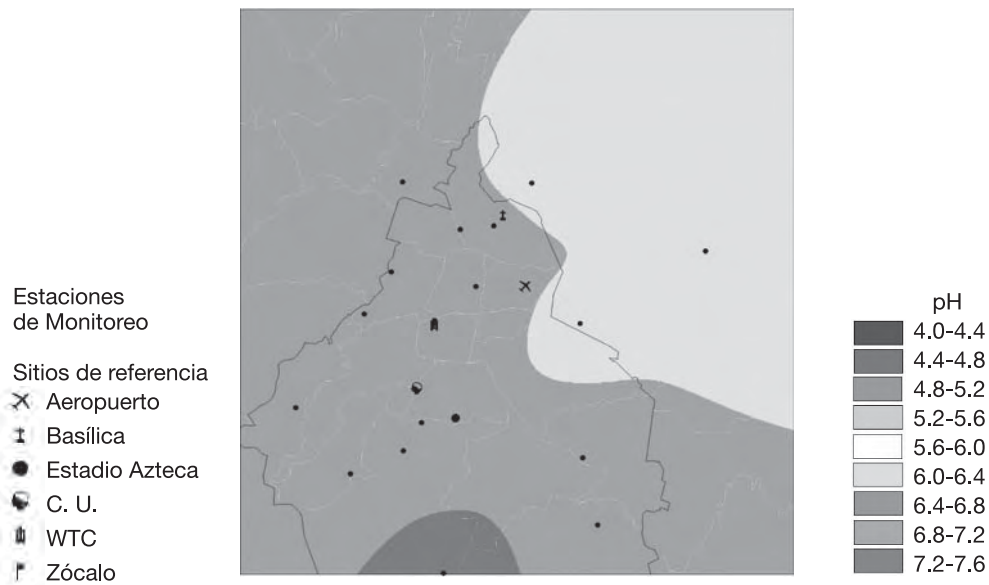 Estaciones
de Monitoreo
Sitios de referencia
Aeropuerto
Basílica
Estadio Azteca
C. U.
WTC
Zócalo
pH
4.0-4.4
4.4-4.8
4.8-5.2
5.2-5.6
5.6-6.0
6.0-6.4
6.4-6.8
6.8-7.2
7.2-7.6